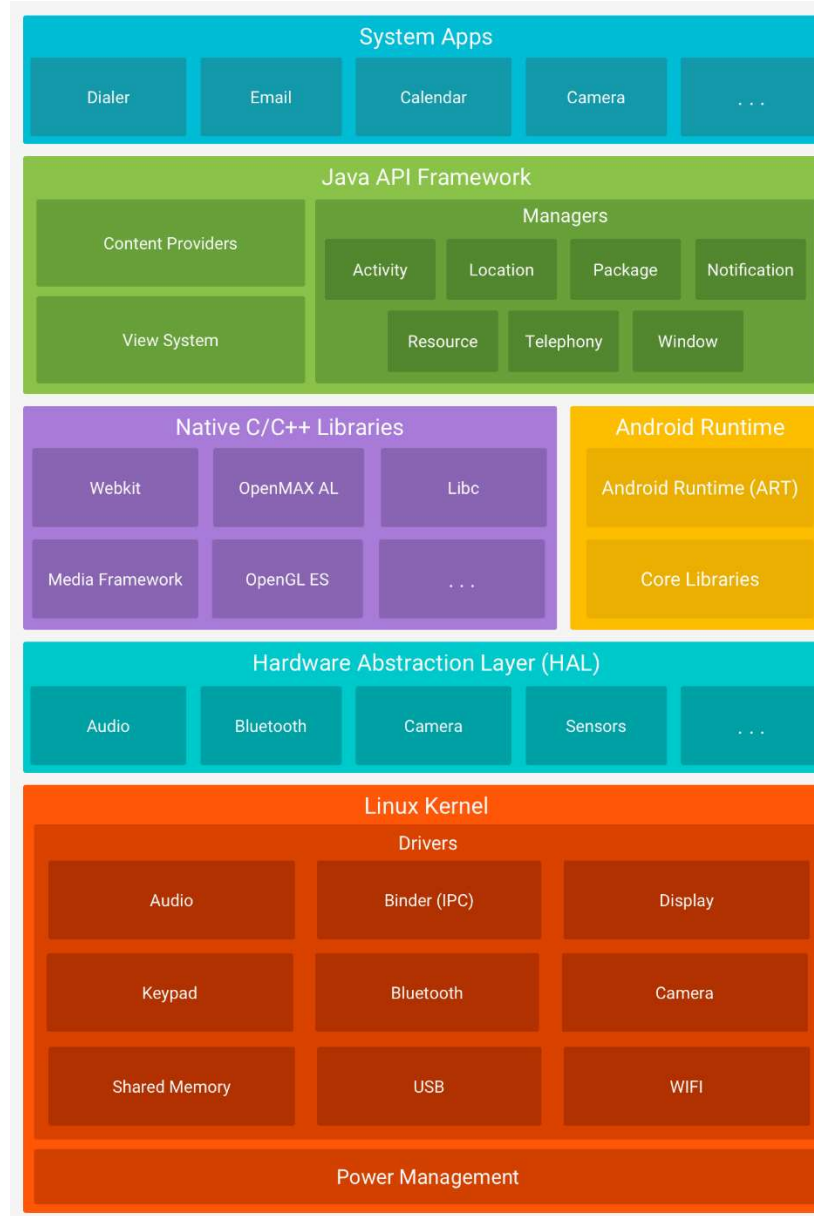 System Apps
Dialer Email Calendar Camera . . .
Java API Framework
Content Providers
View System
Managers
Activity Location Package Notification
Resource Telephony Window
Native C/C++ Libraries
Webkit OpenMAX AL Libc
Media Framework OpenGL ES . . .
Android Runtime
Android Runtime (ART)
Core Libraries
Hardware Abstraction Layer (HAL)
Audio Bluetooth Camera Sensors . . .
Linux Kernel
Drivers
Audio Binder (IPC) Display
Keypad Bluetooth Camera
Shared Memory USB WIFI
Power Management